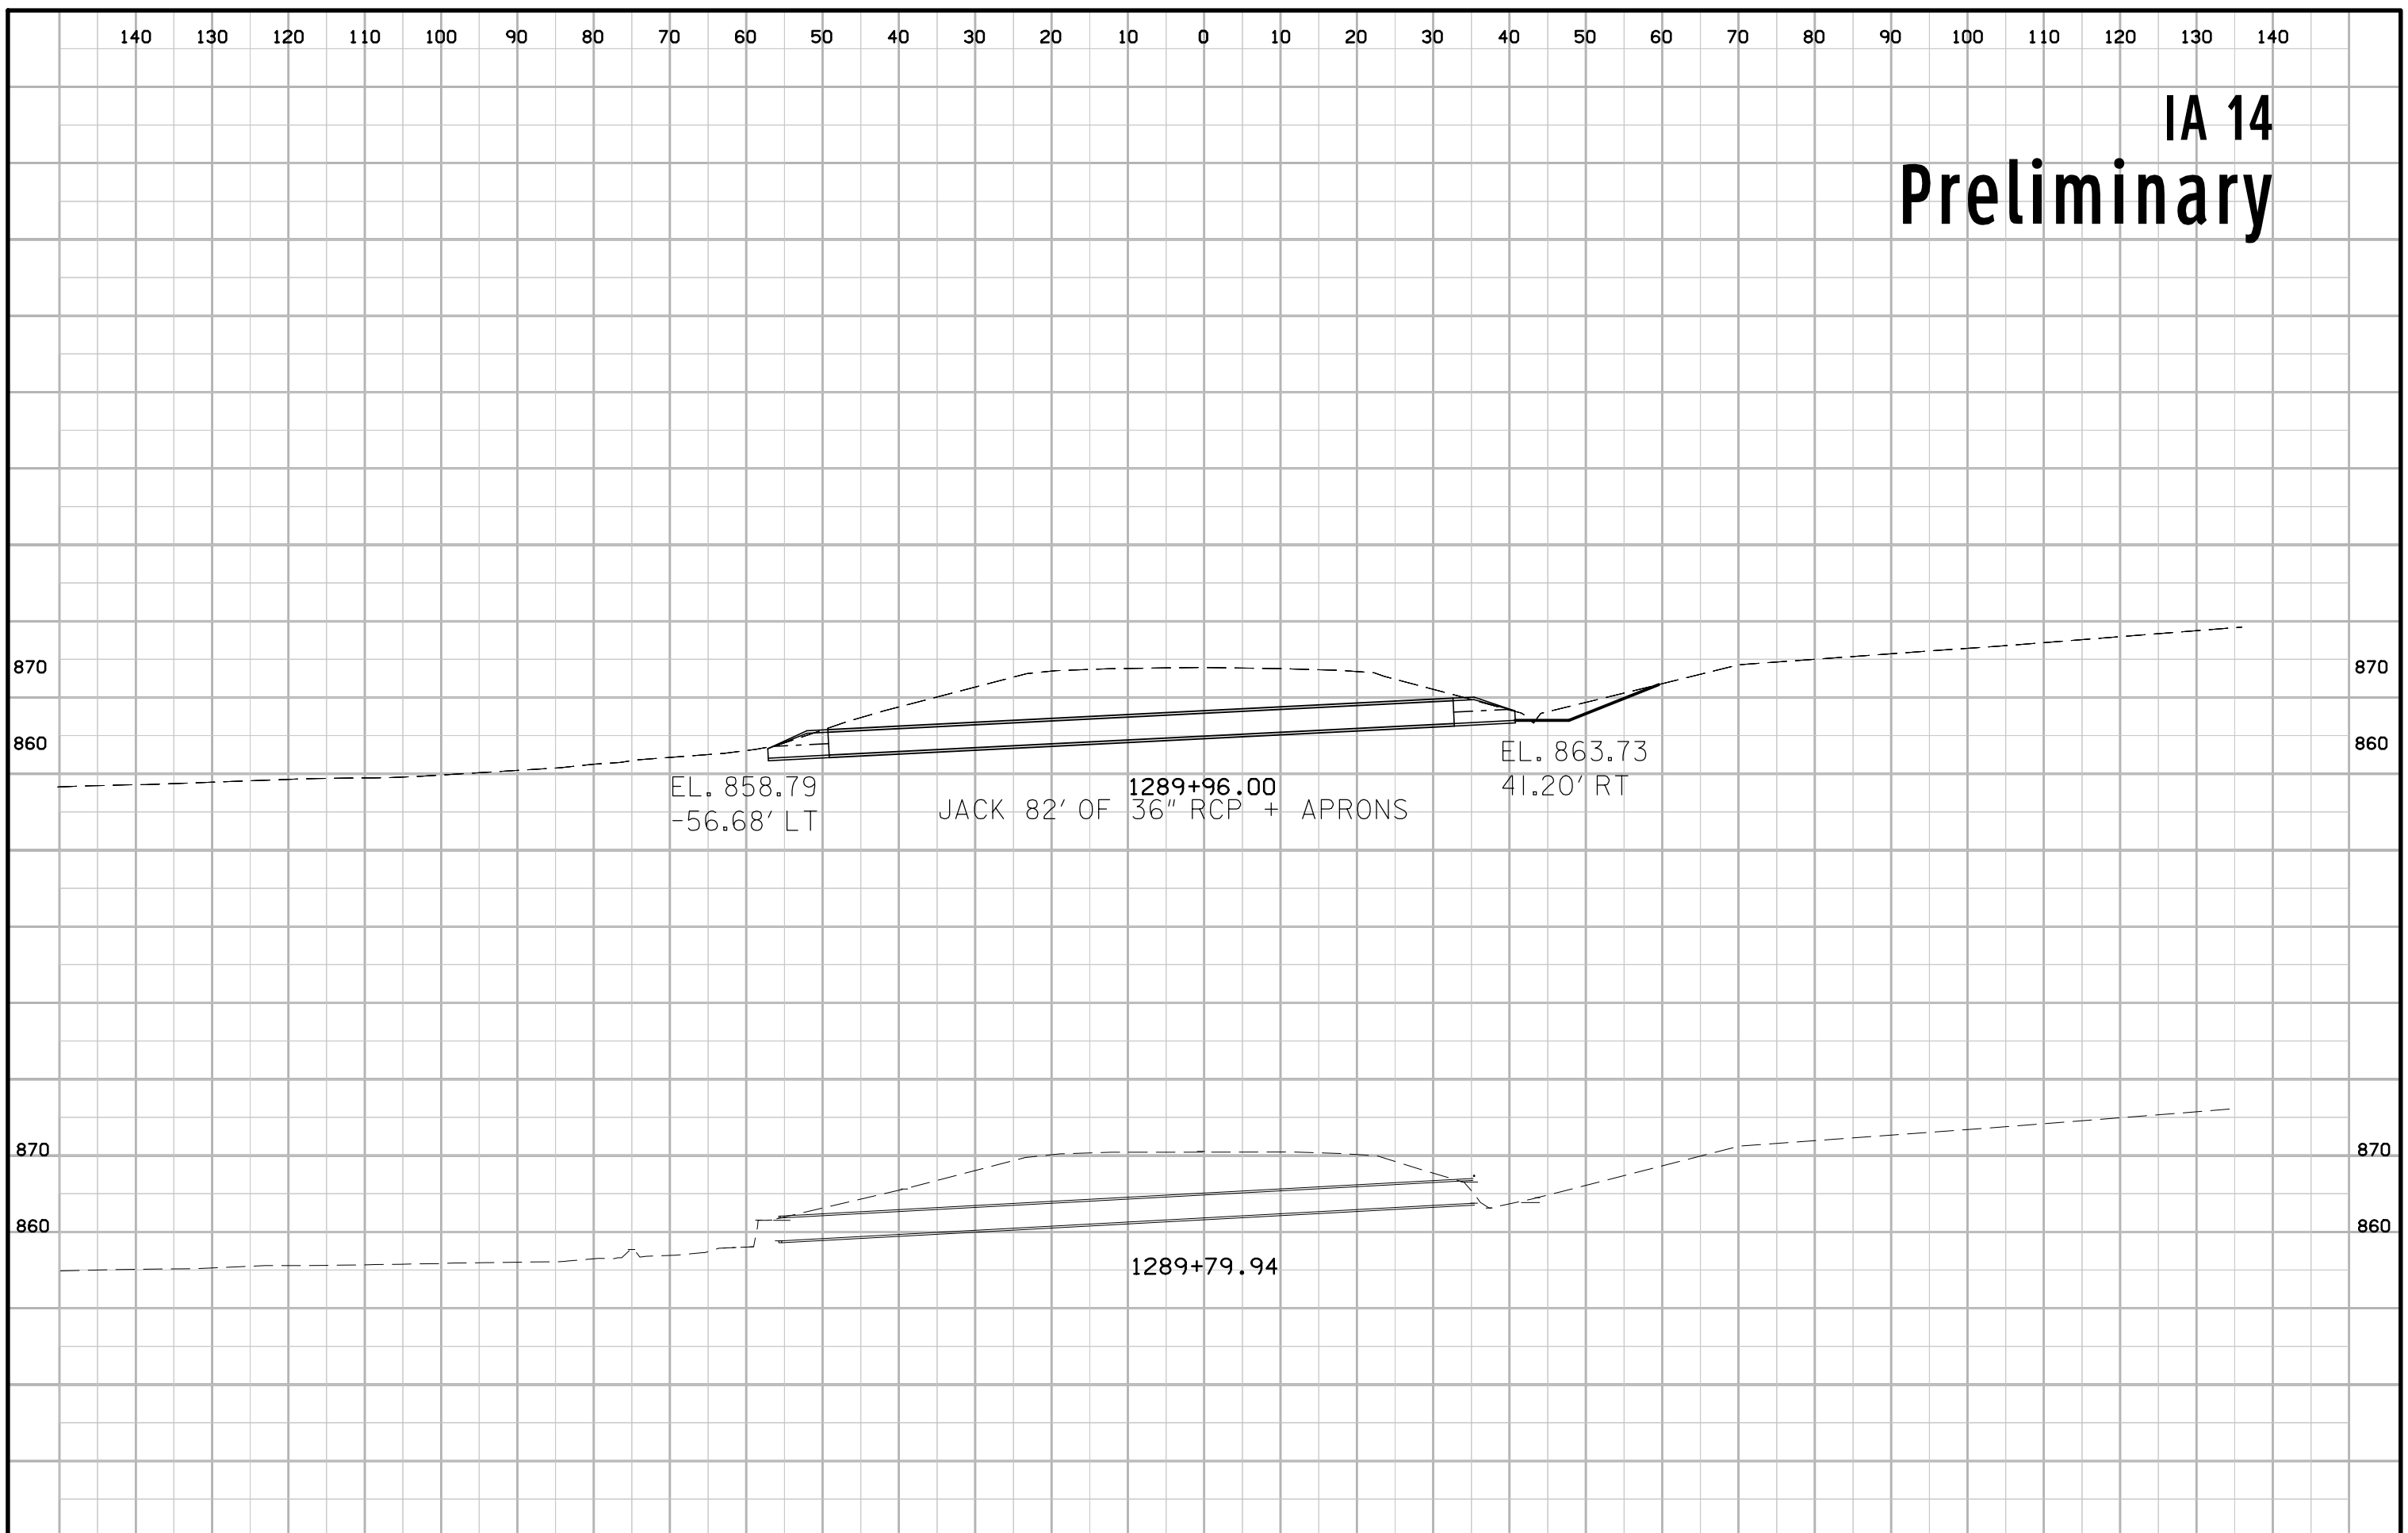 140 130 120 110 100 90 80 70 60 50 40 30 20 10 0 10 20 30 40 50 60 70 80 90 100 110 120 130 140
IA 14
Preliminary
870 870
860 860
EL. 863.73
41.20' RT
EL. 858.79
-56.68' LT
1289+96.00
JACK 82' OF 36" RCP + APRONS
870 870
860 860
1289+79.94